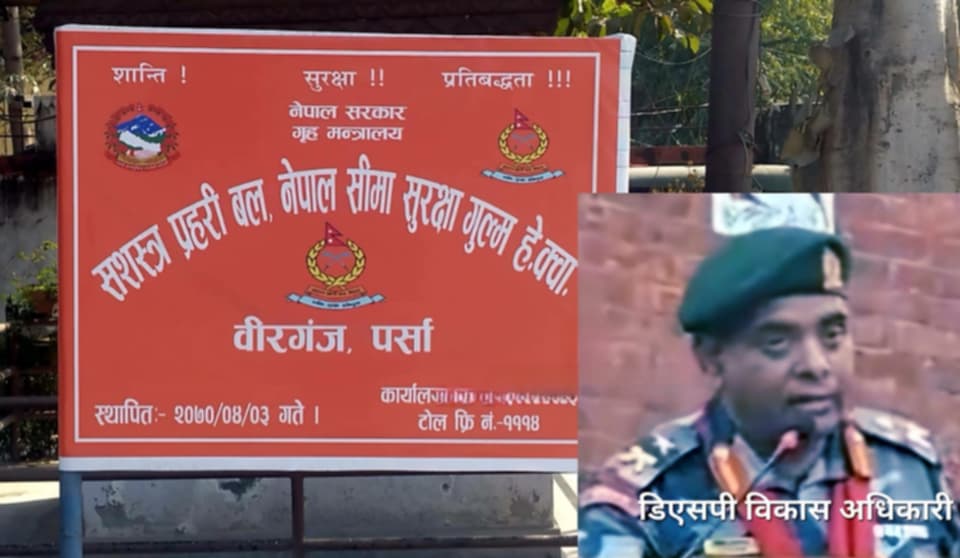 शान्ति ! सुरक्षा !! प्रतिबद्धता !!!
नेपाल सरकार
गृह मन्त्रालय
सशस्त्र प्रहरी बल, नेपाल सीमा सुरक्षा गुल्म हे.क्वा.
वीरगंज, पर्सा
स्थापित:- २०७०/०४/०३ गते ।
टोल फ्रि नं.-१११४
डिएसपी विकास अधिकारी